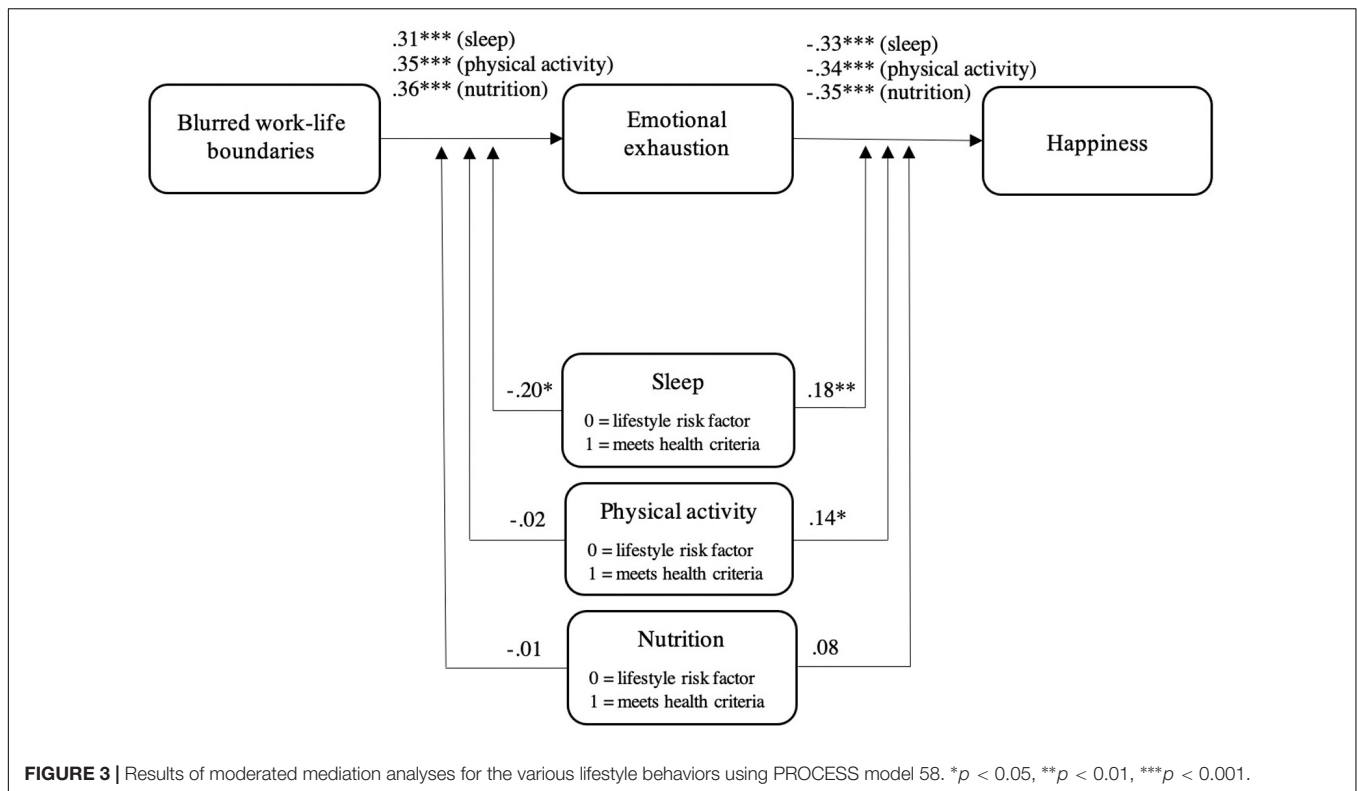 .31*** (sleep)
.35*** (physical activity)
.36*** (nutrition)
-.33*** (sleep)
-.34*** (physical activity)
-.35*** (nutrition)
Blurred work-life
boundaries
Emotional
exhaustion
Happiness
-.20*
Sleep
0 = lifestyle risk factor
1 = meets health criteria
.18**
-.02
Physical activity
0 = lifestyle risk factor
1 = meets health criteria
.14*
-.01
Nutrition
0 = lifestyle risk factor
1 = meets health criteria
.08
FIGURE 3 | Results of moderated mediation analyses for the various lifestyle behaviors using PROCESS model 58. *p < 0.05, **p < 0.01, ***p < 0.001.